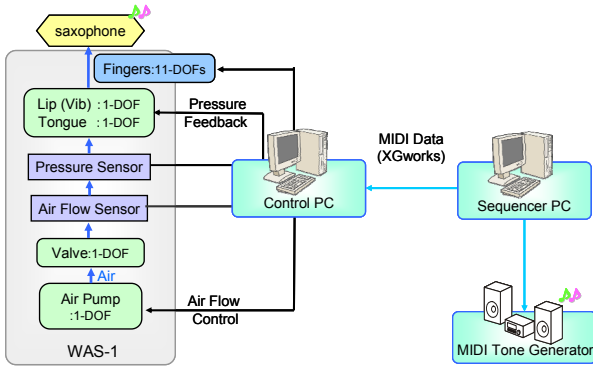 saxophone
Fingers:11-DOFs
Lip (Vib) :1-DOF
Tongue :1-DOF
Pressure
Feedback
MIDI Data
(XGworks)
Pressure Sensor
Air Flow Sensor
Control PC
Sequencer PC
Valve:1-DOF
Air
Air Pump
:1-DOF
Air Flow
Control
WAS-1
MIDI Tone Generator